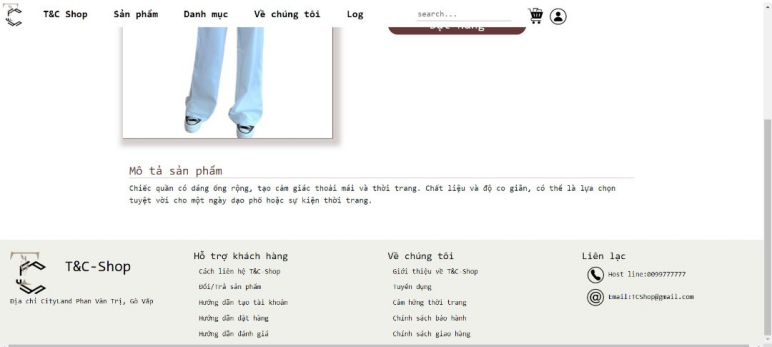 T&C Shop Sản phẩm Danh mục Về chúng tôi Log search...
Mô tả sản phẩm
Chiếc quần có dáng ống rộng, tạo cảm giác thoải mái và thời trang. Chất liệu và độ co giãn, có thể là lựa chọn
tuyệt vời cho một ngày dạo phố hoặc sự kiện thời trang.
T&C-Shop
Địa chỉ CityLand Phan Văn Trị, Gò Vấp
Hỗ trợ khách hàng
Cách liên hệ T&C-Shop
Đổi/Trả sản phẩm
Hướng dẫn tạo tài khoản
Hướng dẫn đặt hàng
Hướng dẫn đánh giá
Về chúng tôi
Giới thiệu về T&C-Shop
Tuyển dụng
Cảm hứng thời trang
Chính sách bảo hành
Chính sách giao hàng
Liên lạc
Host line:0099777777
Email:TCShop@gmail.com